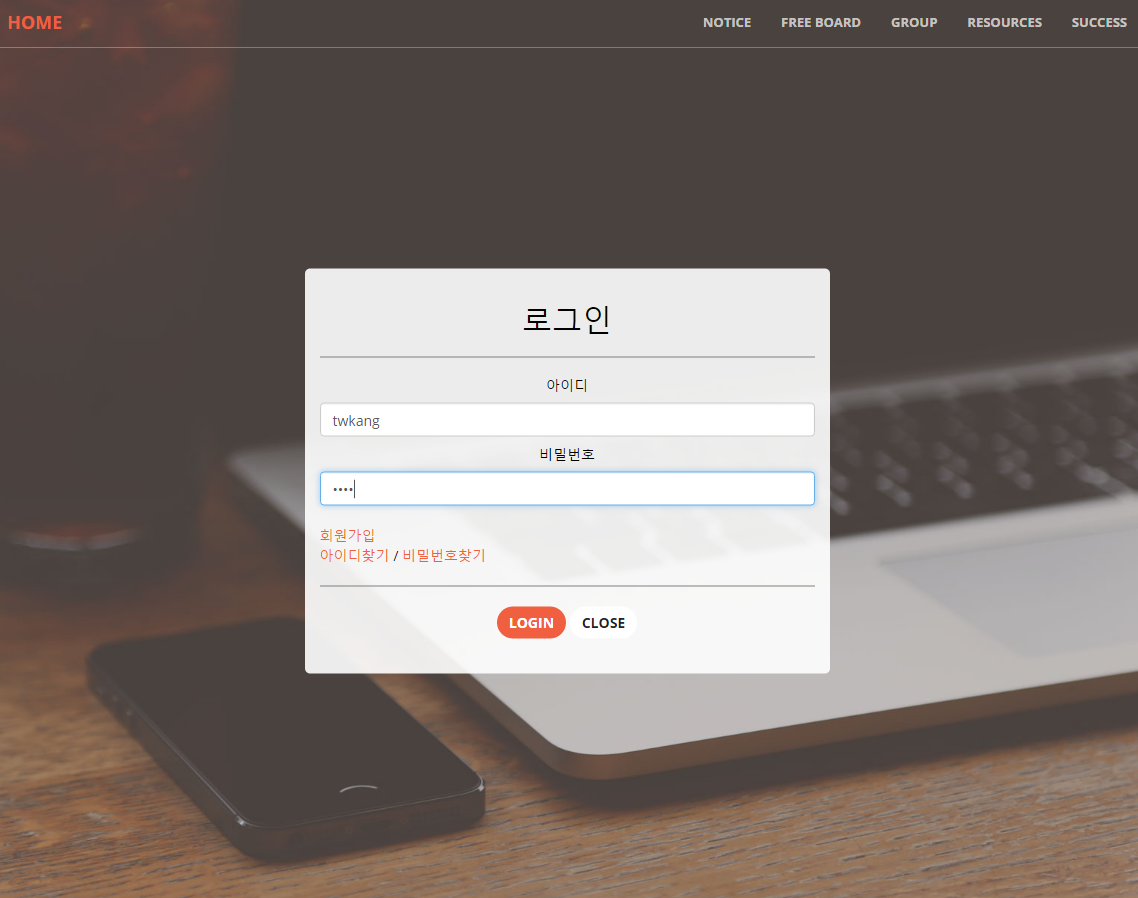 HOME NOTICE FREE BOARD GROUP RESOURCES SUCCESS
로그인
아이디
twkang
비밀번호
••••
회원가입
아이디찾기 / 비밀번호찾기
LOGIN CLOSE